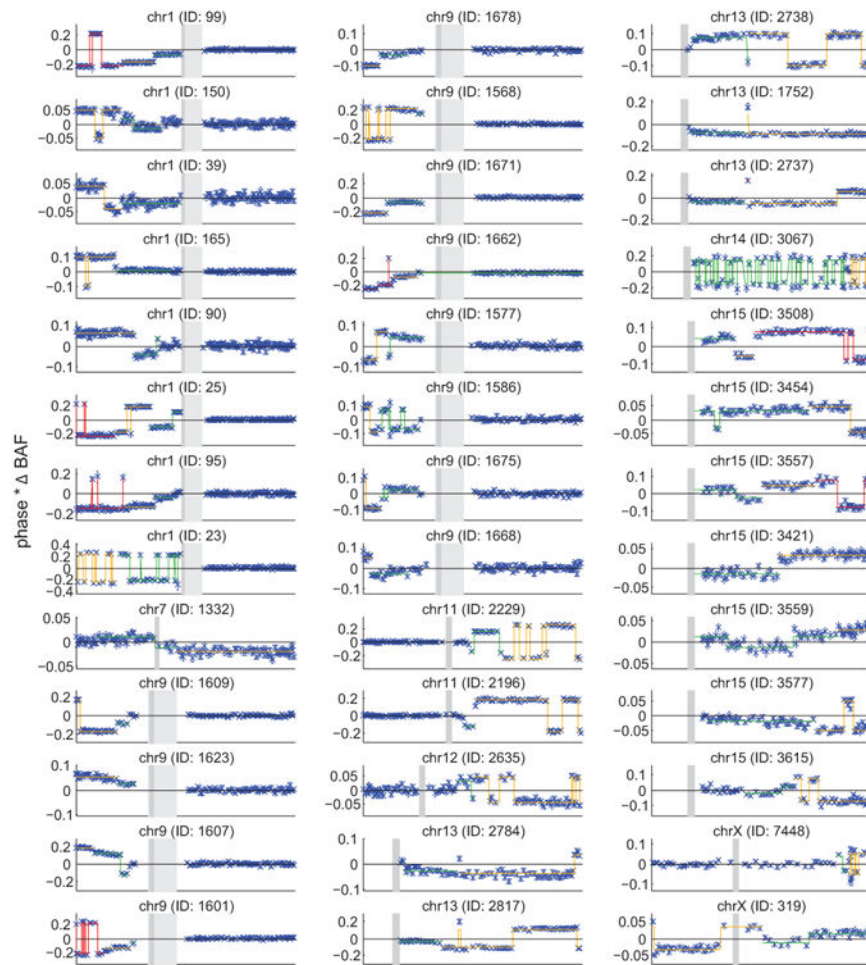 phase * Δ BAF
chr1 (ID: 99)
0.2
0
−0.2
chr1 (ID: 150)
0.05
0
−0.05
chr1 (ID: 39)
0.05
0
−0.05
chr1 (ID: 165)
0.1
0
−0.1
chr1 (ID: 90)
0.1
0
−0.1
chr1 (ID: 25)
0.2
0
−0.2
chr1 (ID: 95)
0.2
0
−0.2
chr1 (ID: 23)
0.4
0.2
0
−0.2
−0.4
chr7 (ID: 1332)
0.05
0
−0.05
chr9 (ID: 1609)
0.2
0
−0.2
chr9 (ID: 1623)
0.1
0
−0.1
chr9 (ID: 1607)
0.2
0
−0.2
chr9 (ID: 1601)
0.2
0
−0.2
chr9 (ID: 1678)
0.1
0
−0.1
chr9 (ID: 1568)
0.2
0
−0.2
chr9 (ID: 1671)
0.2
0
−0.2
chr9 (ID: 1662)
0.2
0
−0.2
chr9 (ID: 1577)
0.1
0
−0.1
chr9 (ID: 1586)
0.1
0
−0.1
chr9 (ID: 1675)
0.1
0
−0.1
chr9 (ID: 1668)
0.1
0
−0.1
chr11 (ID: 2229)
0.2
0
−0.2
chr11 (ID: 2196)
0.2
0
−0.2
chr12 (ID: 2635)
0.05
0
−0.05
chr13 (ID: 2784)
0.1
0
−0.1
chr13 (ID: 2817)
0.2
0
−0.2
chr13 (ID: 2738)
0.1
0
−0.1
chr13 (ID: 1752)
0.2
0
−0.2
chr13 (ID: 2737)
0.2
0
−0.2
chr14 (ID: 3067)
0.2
0
−0.2
chr15 (ID: 3508)
0.1
0
−0.1
chr15 (ID: 3454)
0.05
0
−0.05
chr15 (ID: 3557)
0.1
0
−0.1
chr15 (ID: 3421)
0.05
0
−0.05
chr15 (ID: 3559)
0.05
0
−0.05
chr15 (ID: 3577)
0.05
0
−0.05
chr15 (ID: 3615)
0.1
0
−0.1
chrX (ID: 7448)
0.1
0
−0.1
chrX (ID: 319)
0.05
0
−0.05